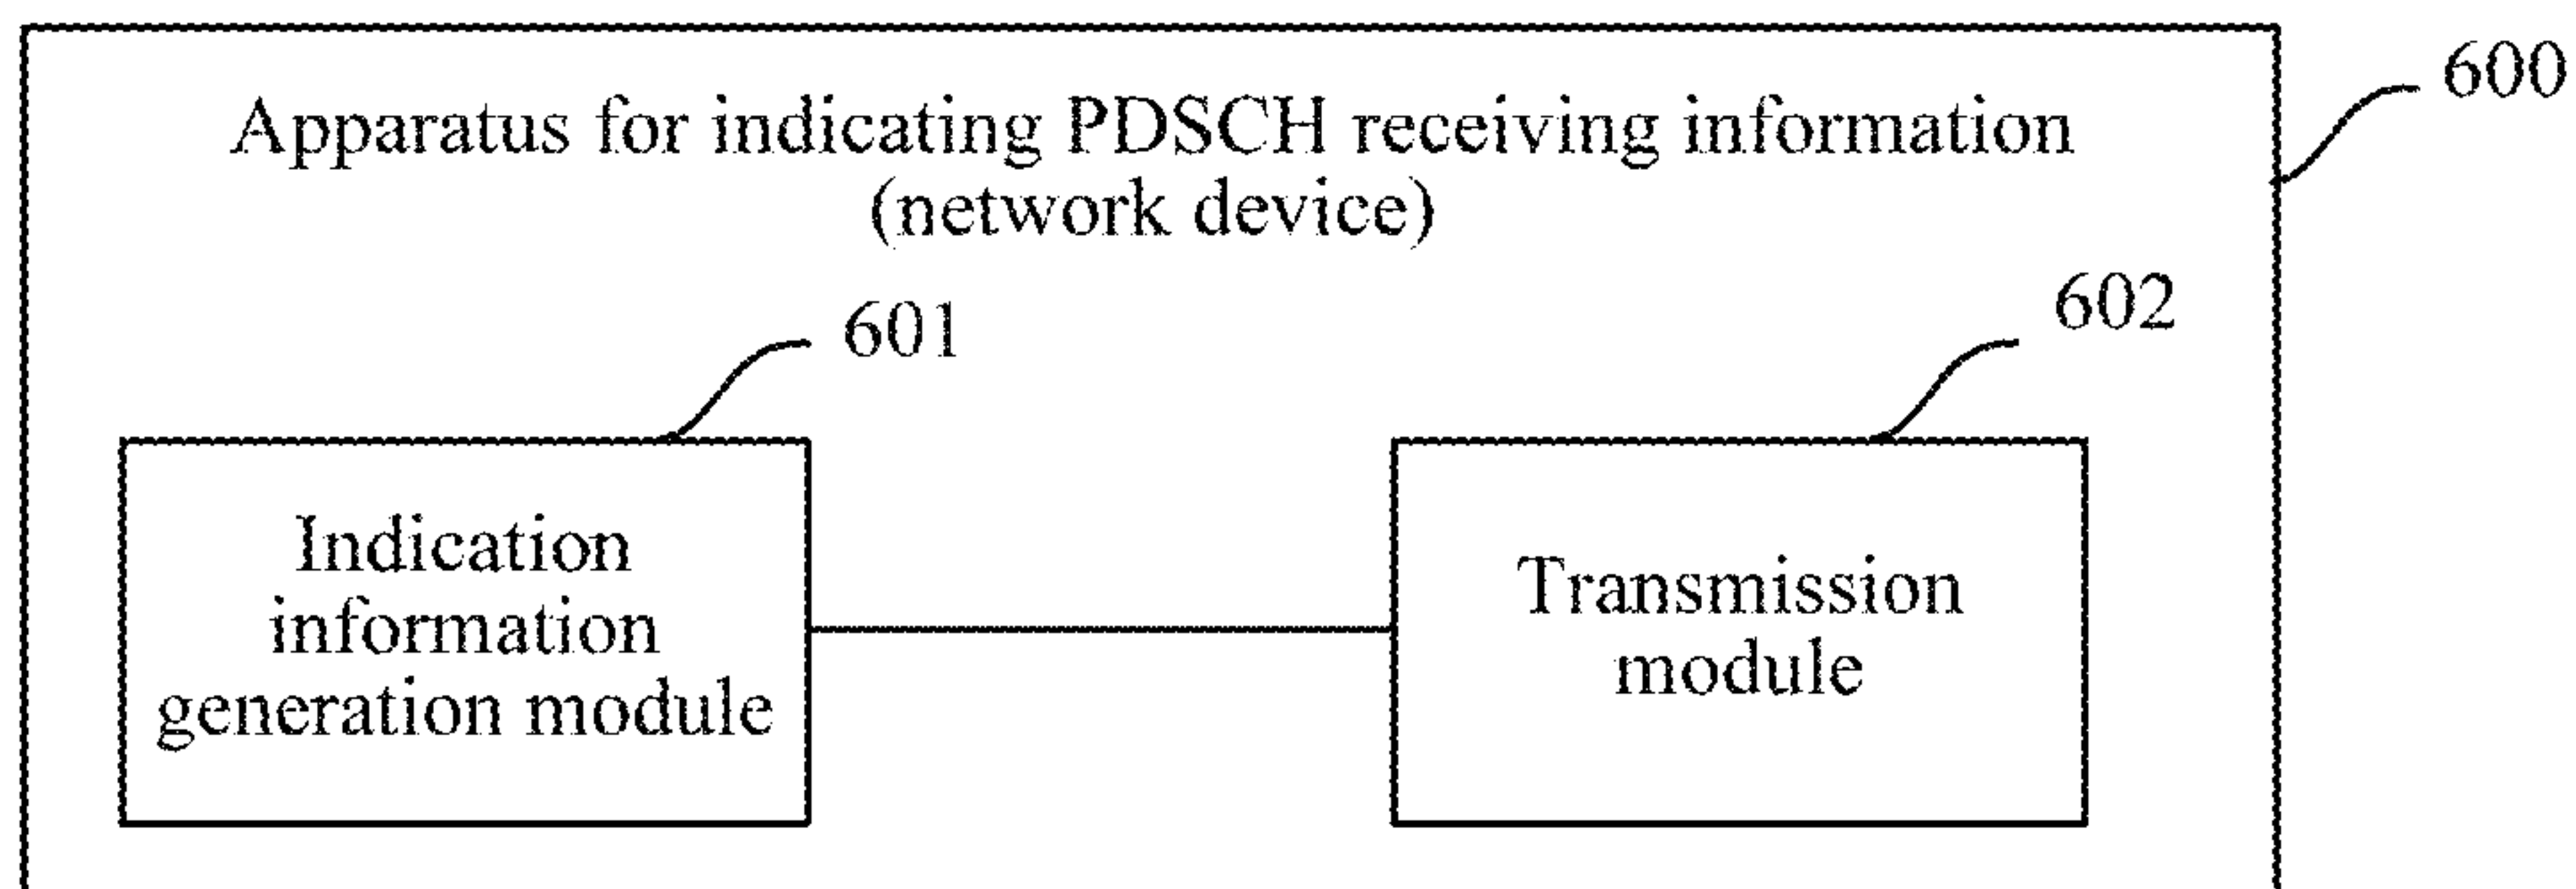 600
Apparatus for indicating PDSCH receiving information
(network device)
601
602
Indication
information
generation module
Transmission
module